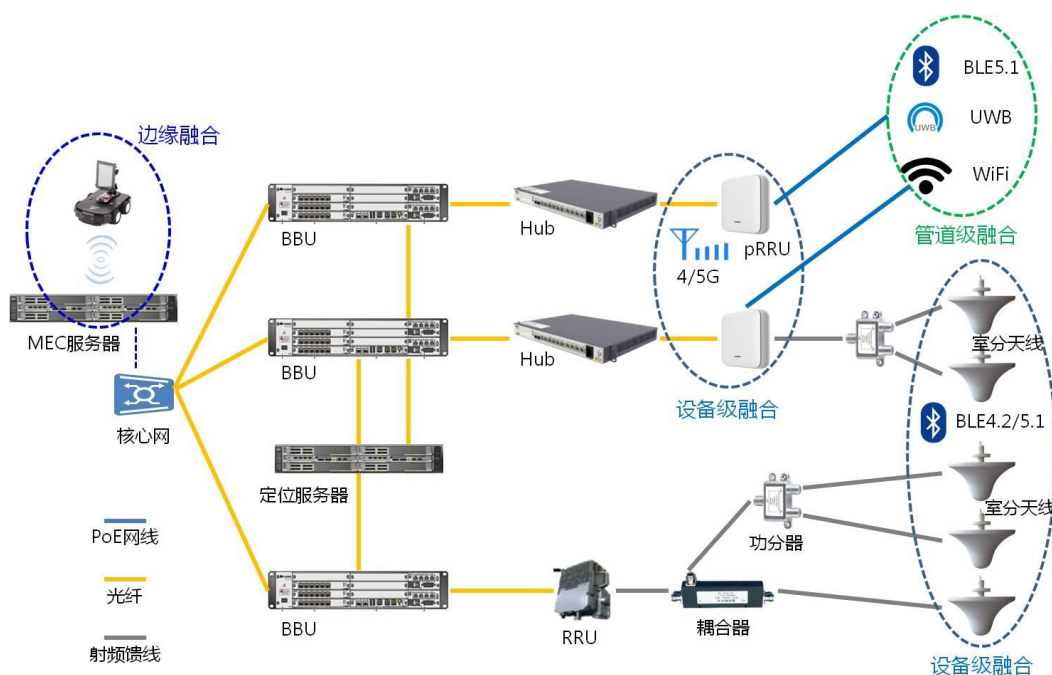 边缘融合
MEC服务器
核心网
PoE网线
光纤
射频馈线
BBU
BBU
定位服务器
BBU
Hub
Hub
4/5G
pRRU
设备级融合
BLE5.1
UWB
UWB
WiFi
管道级融合
室分天线
BLE4.2/5.1
室分天线
功分器
RRU
耦合器
设备级融合